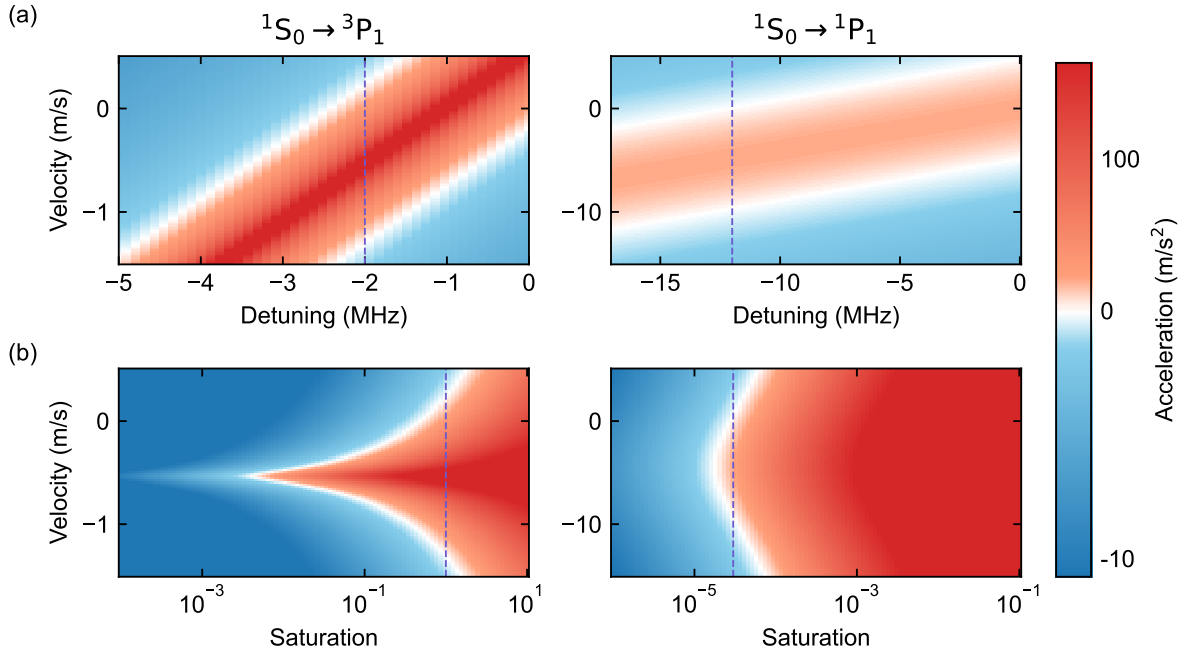 (a)
¹S₀ → ³P₁
¹S₀ → ¹P₁
Velocity (m/s)
0
−1
−5
−4
−3
−2
−1
0
Detuning (MHz)
0
−10
−15
−10
−5
0
Detuning (MHz)
(b)
Velocity (m/s)
0
−1
10⁻³
10⁻¹
10¹
Saturation
0
−10
10⁻⁵
10⁻³
10⁻¹
Saturation
100
0
-10
Acceleration (m/s²)